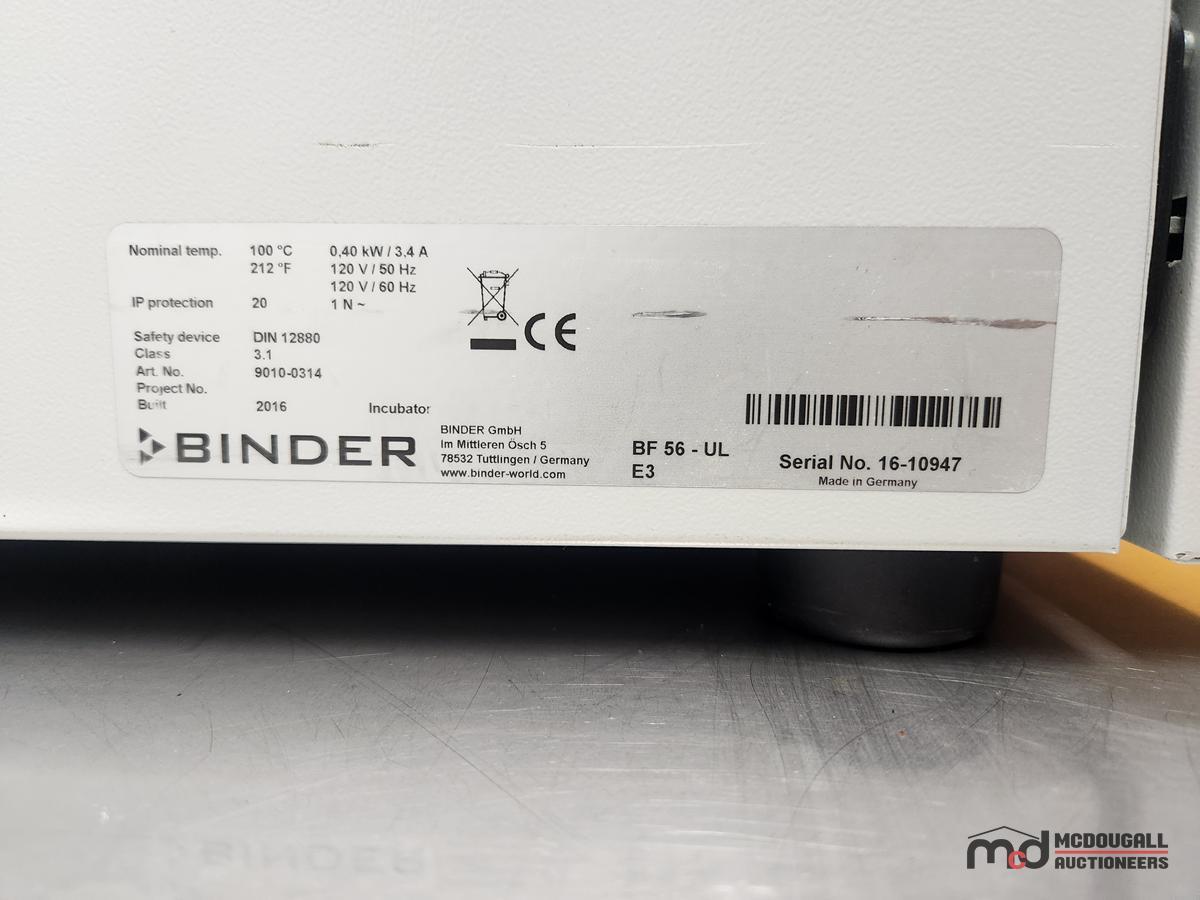 Nominal temp. 100 °C 0,40 kW / 3,4 A
212 °F 120 V / 50 Hz
120 V / 60 Hz
IP protection 20 1 N ~
Safety device DIN 12880
Class 3.1
Art. No. 9010-0314
Project No.
Built 2016 Incubator
CE
BINDER
BINDER GmbH
Im Mittleren Ösch 5
78532 Tuttlingen / Germany
www.binder-world.com
BF 56 - UL
E3
Serial No. 16-10947
Made in Germany
mcd MCDOUGALL
AUCTIONEERS